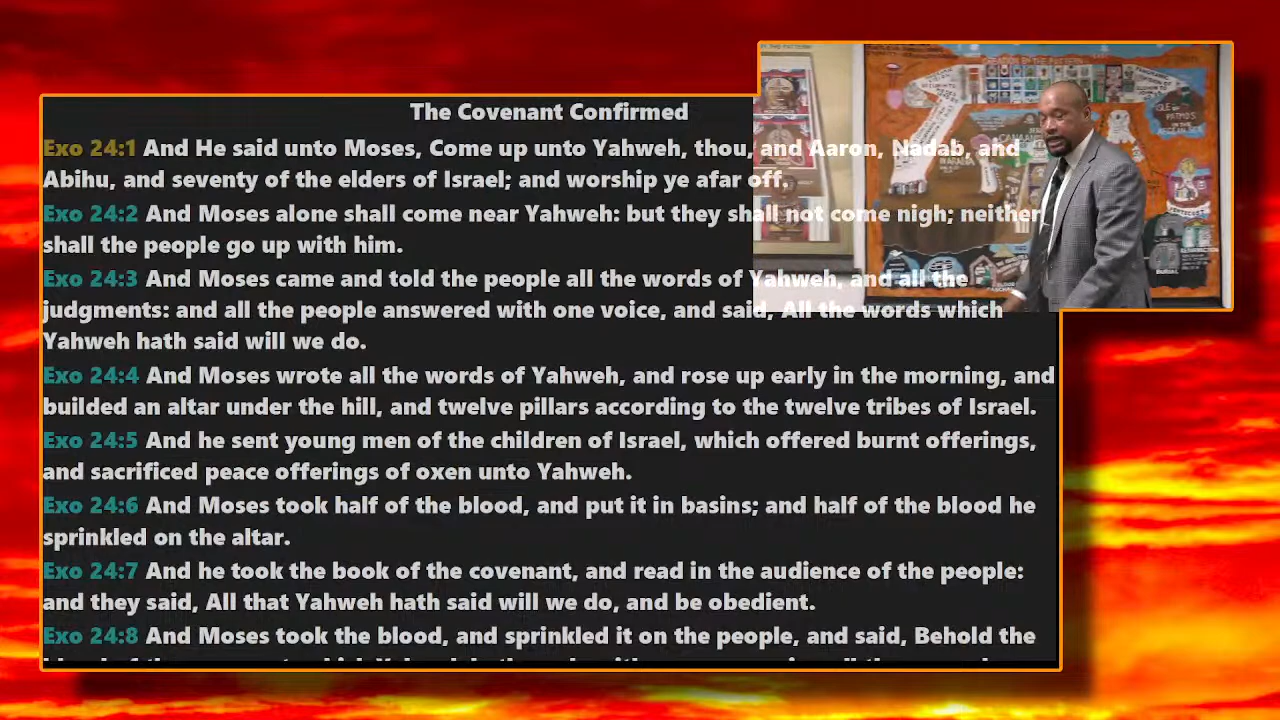 The Covenant Confirmed
Exo 24:1 And He said unto Moses, Come up unto Yahweh, thou, and Aaron, Nadab, and
Abihu, and seventy of the elders of Israel; and worship ye afar off.
Exo 24:2 And Moses alone shall come near Yahweh: but they shall not come nigh; neither
shall the people go up with him.
Exo 24:3 And Moses came and told the people all the words of Yahweh, and all the
judgments: and all the people answered with one voice, and said, All the words which
Yahweh hath said will we do.
Exo 24:4 And Moses wrote all the words of Yahweh, and rose up early in the morning, and
builded an altar under the hill, and twelve pillars according to the twelve tribes of Israel.
Exo 24:5 And he sent young men of the children of Israel, which offered burnt offerings,
and sacrificed peace offerings of oxen unto Yahweh.
Exo 24:6 And Moses took half of the blood, and put it in basins; and half of the blood he
sprinkled on the altar.
Exo 24:7 And he took the book of the covenant, and read in the audience of the people:
and they said, All that Yahweh hath said will we do, and be obedient.
Exo 24:8 And Moses took the blood, and sprinkled it on the people, and said, Behold the
CREATION BY THE PATTERN
ISLE OF
PATMOS